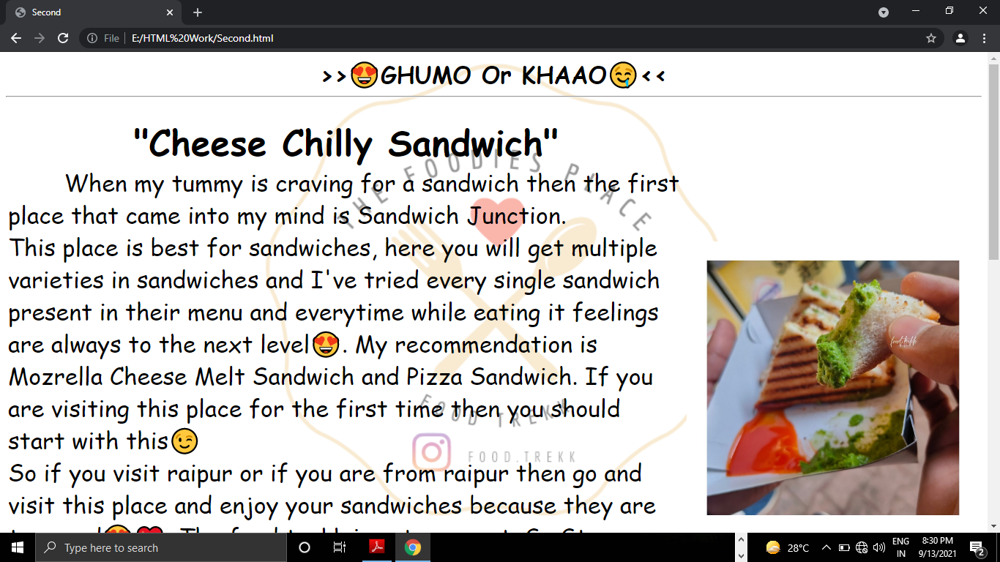 Second
File
E:/HTML%20Work/Second.html
>>😍GHUMO Or KHAAO🤤<<
"Cheese Chilly Sandwich"
THE FOODIES PLACE
When my tummy is craving for a sandwich then the first
place that came into my mind is Sandwich Junction.
This place is best for sandwiches, here you will get multiple
varieties in sandwiches and I've tried every single sandwich
present in their menu and everytime while eating it feelings
are always to the next level😍. My recommendation is
Mozrella Cheese Melt Sandwich and Pizza Sandwich. If you
are visiting this place for the first time then you should
start with this😉
FOOD TREKK
FOOD.TREKK
So if you visit raipur or if you are from raipur then go and
visit this place and enjoy your sandwiches because they are
foodtrekk
Type here to search
28°C
ENG
IN
8:30 PM
9/13/2021
2